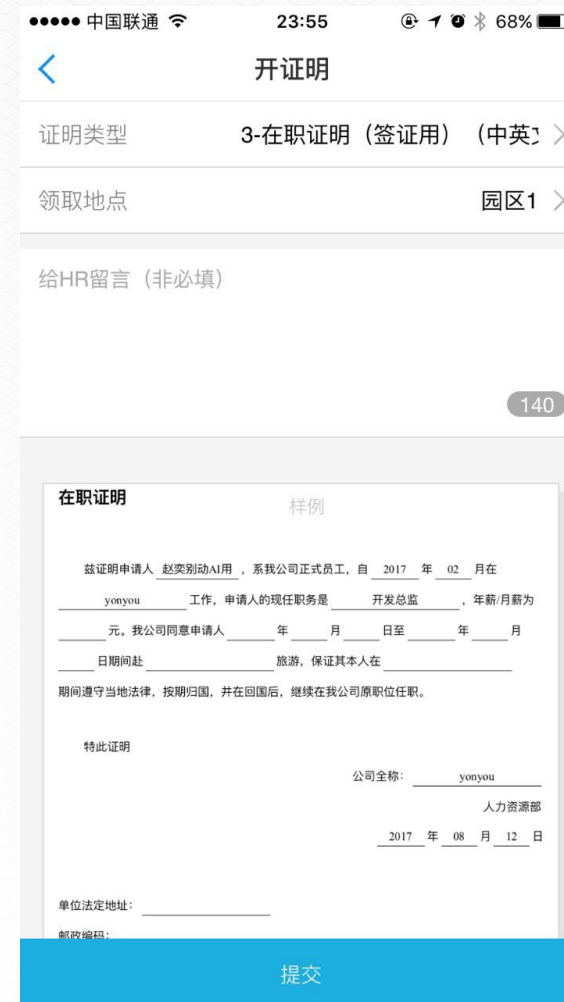 中国联通 23:55 68%
开证明
证明类型 3-在职证明（签证用）（中英文
领取地点 园区1
给HR留言（非必填）
140
在职证明 样例
兹证明申请人 赵奕别动AI用 ，系我公司正式员工，自 2017 年 02 月在
yonyou 工作，申请人的现任职务是 开发总监 ，年薪/月薪为
元。我公司同意申请人 年 月 日至 年 月
日期间赴 旅游，保证其本人在
期间遵守当地法律，按期归国，并在回国后，继续在我公司原职位任职。
特此证明
公司全称： yonyou
人力资源部
2017 年 08 月 12 日
单位法定地址：
邮政编码：
提交